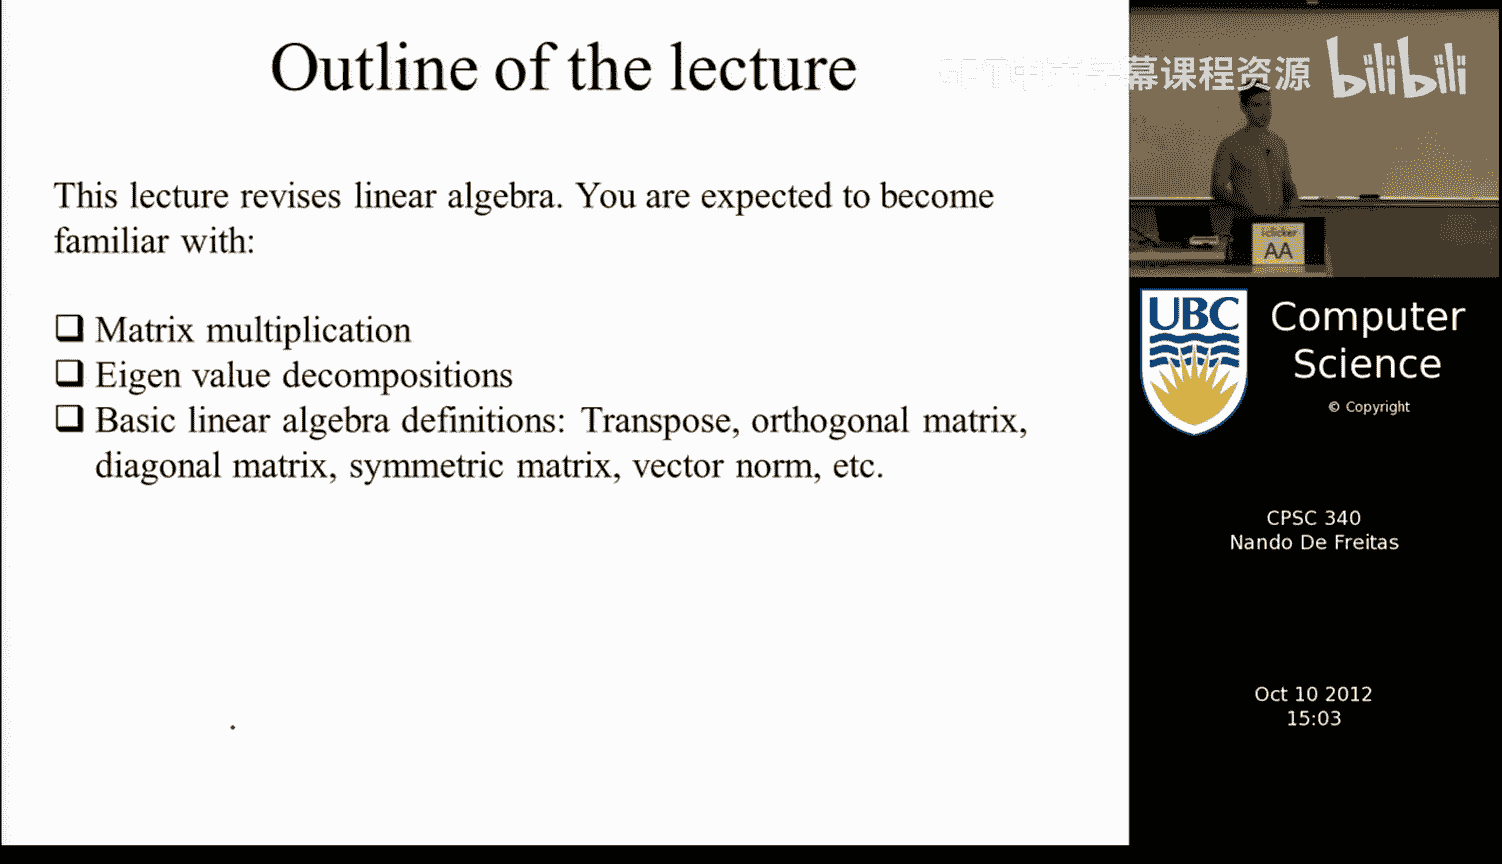 Outline of the lecture
This lecture revises linear algebra. You are expected to become
familiar with:
❑ Matrix multiplication
❑ Eigen value decompositions
❑ Basic linear algebra definitions: Transpose, orthogonal matrix,
diagonal matrix, symmetric matrix, vector norm, etc.
幕课程资源 bilibili
i-clicker
AA
UBC
Computer
Science
© Copyright
CPSC 340
Nando De Freitas
Oct 10 2012
15:03